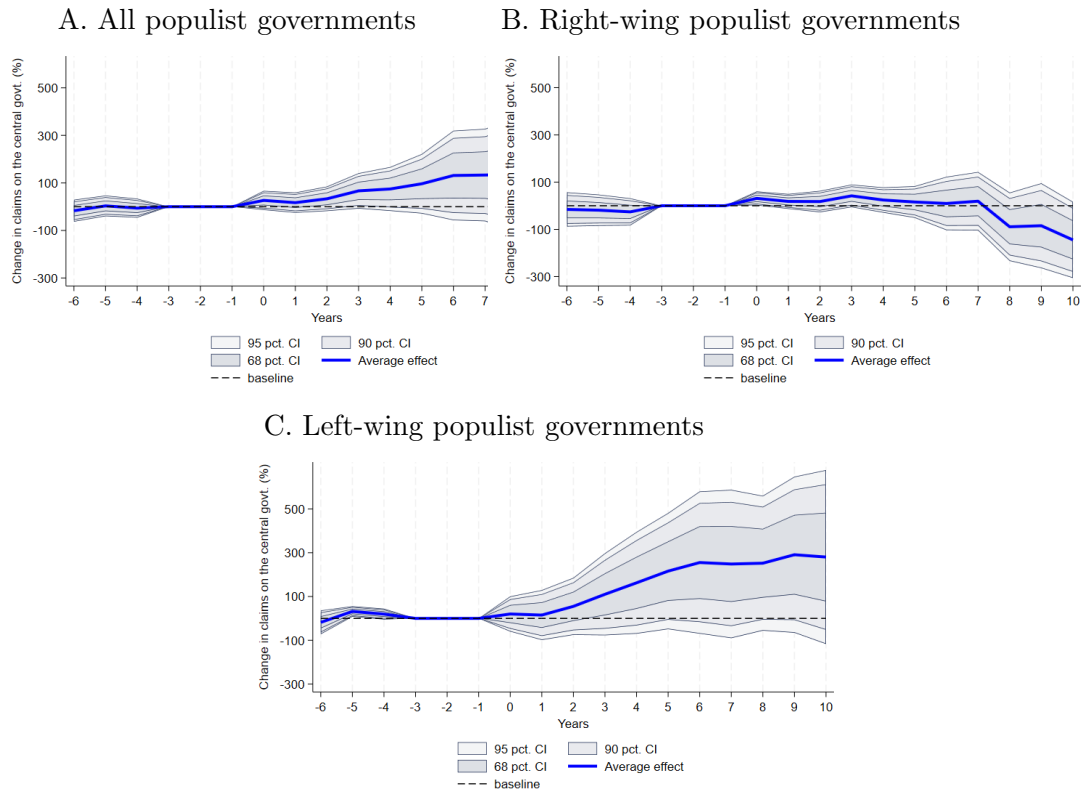 A. All populist governments
B. Right-wing populist governments
Change in claims on the central govt. (%)
500
300
100
-100
-300
-6 -5 -4 -3 -2 -1 0 1 2 3 4 5 6 7
Years
95 pct. CI 90 pct. CI
68 pct. CI Average effect
baseline
Change in claims on the central govt. (%)
500
300
100
-100
-300
-6 -5 -4 -3 -2 -1 0 1 2 3 4 5 6 7 8 9 10
Years
95 pct. CI 90 pct. CI
68 pct. CI Average effect
baseline
C. Left-wing populist governments
Change in claims on the central govt. (%)
500
300
100
-100
-300
-6 -5 -4 -3 -2 -1 0 1 2 3 4 5 6 7 8 9 10
Years
95 pct. CI 90 pct. CI
68 pct. CI Average effect
baseline